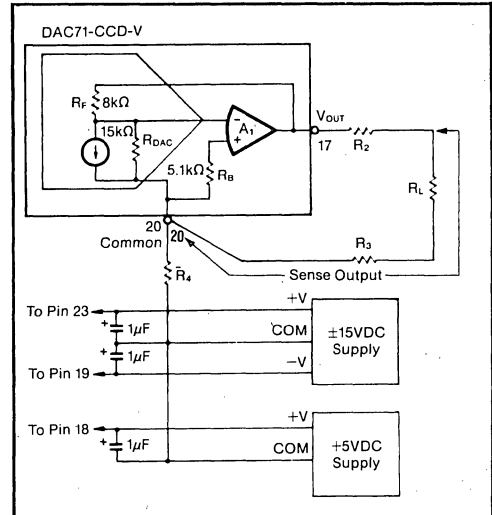 DAC71-CCD-V
RF 8kΩ
15kΩ
RDAC
− A1
+
5.1kΩ
RB
VOUT
17
R2
RL
20
Common 20
R3
Sense Output
R4
To Pin 23
+V
+ 1μF
COM
±15VDC
Supply
+ 1μF
To Pin 19
−V
To Pin 18
+V
+ 1μF
COM
+5VDC
Supply